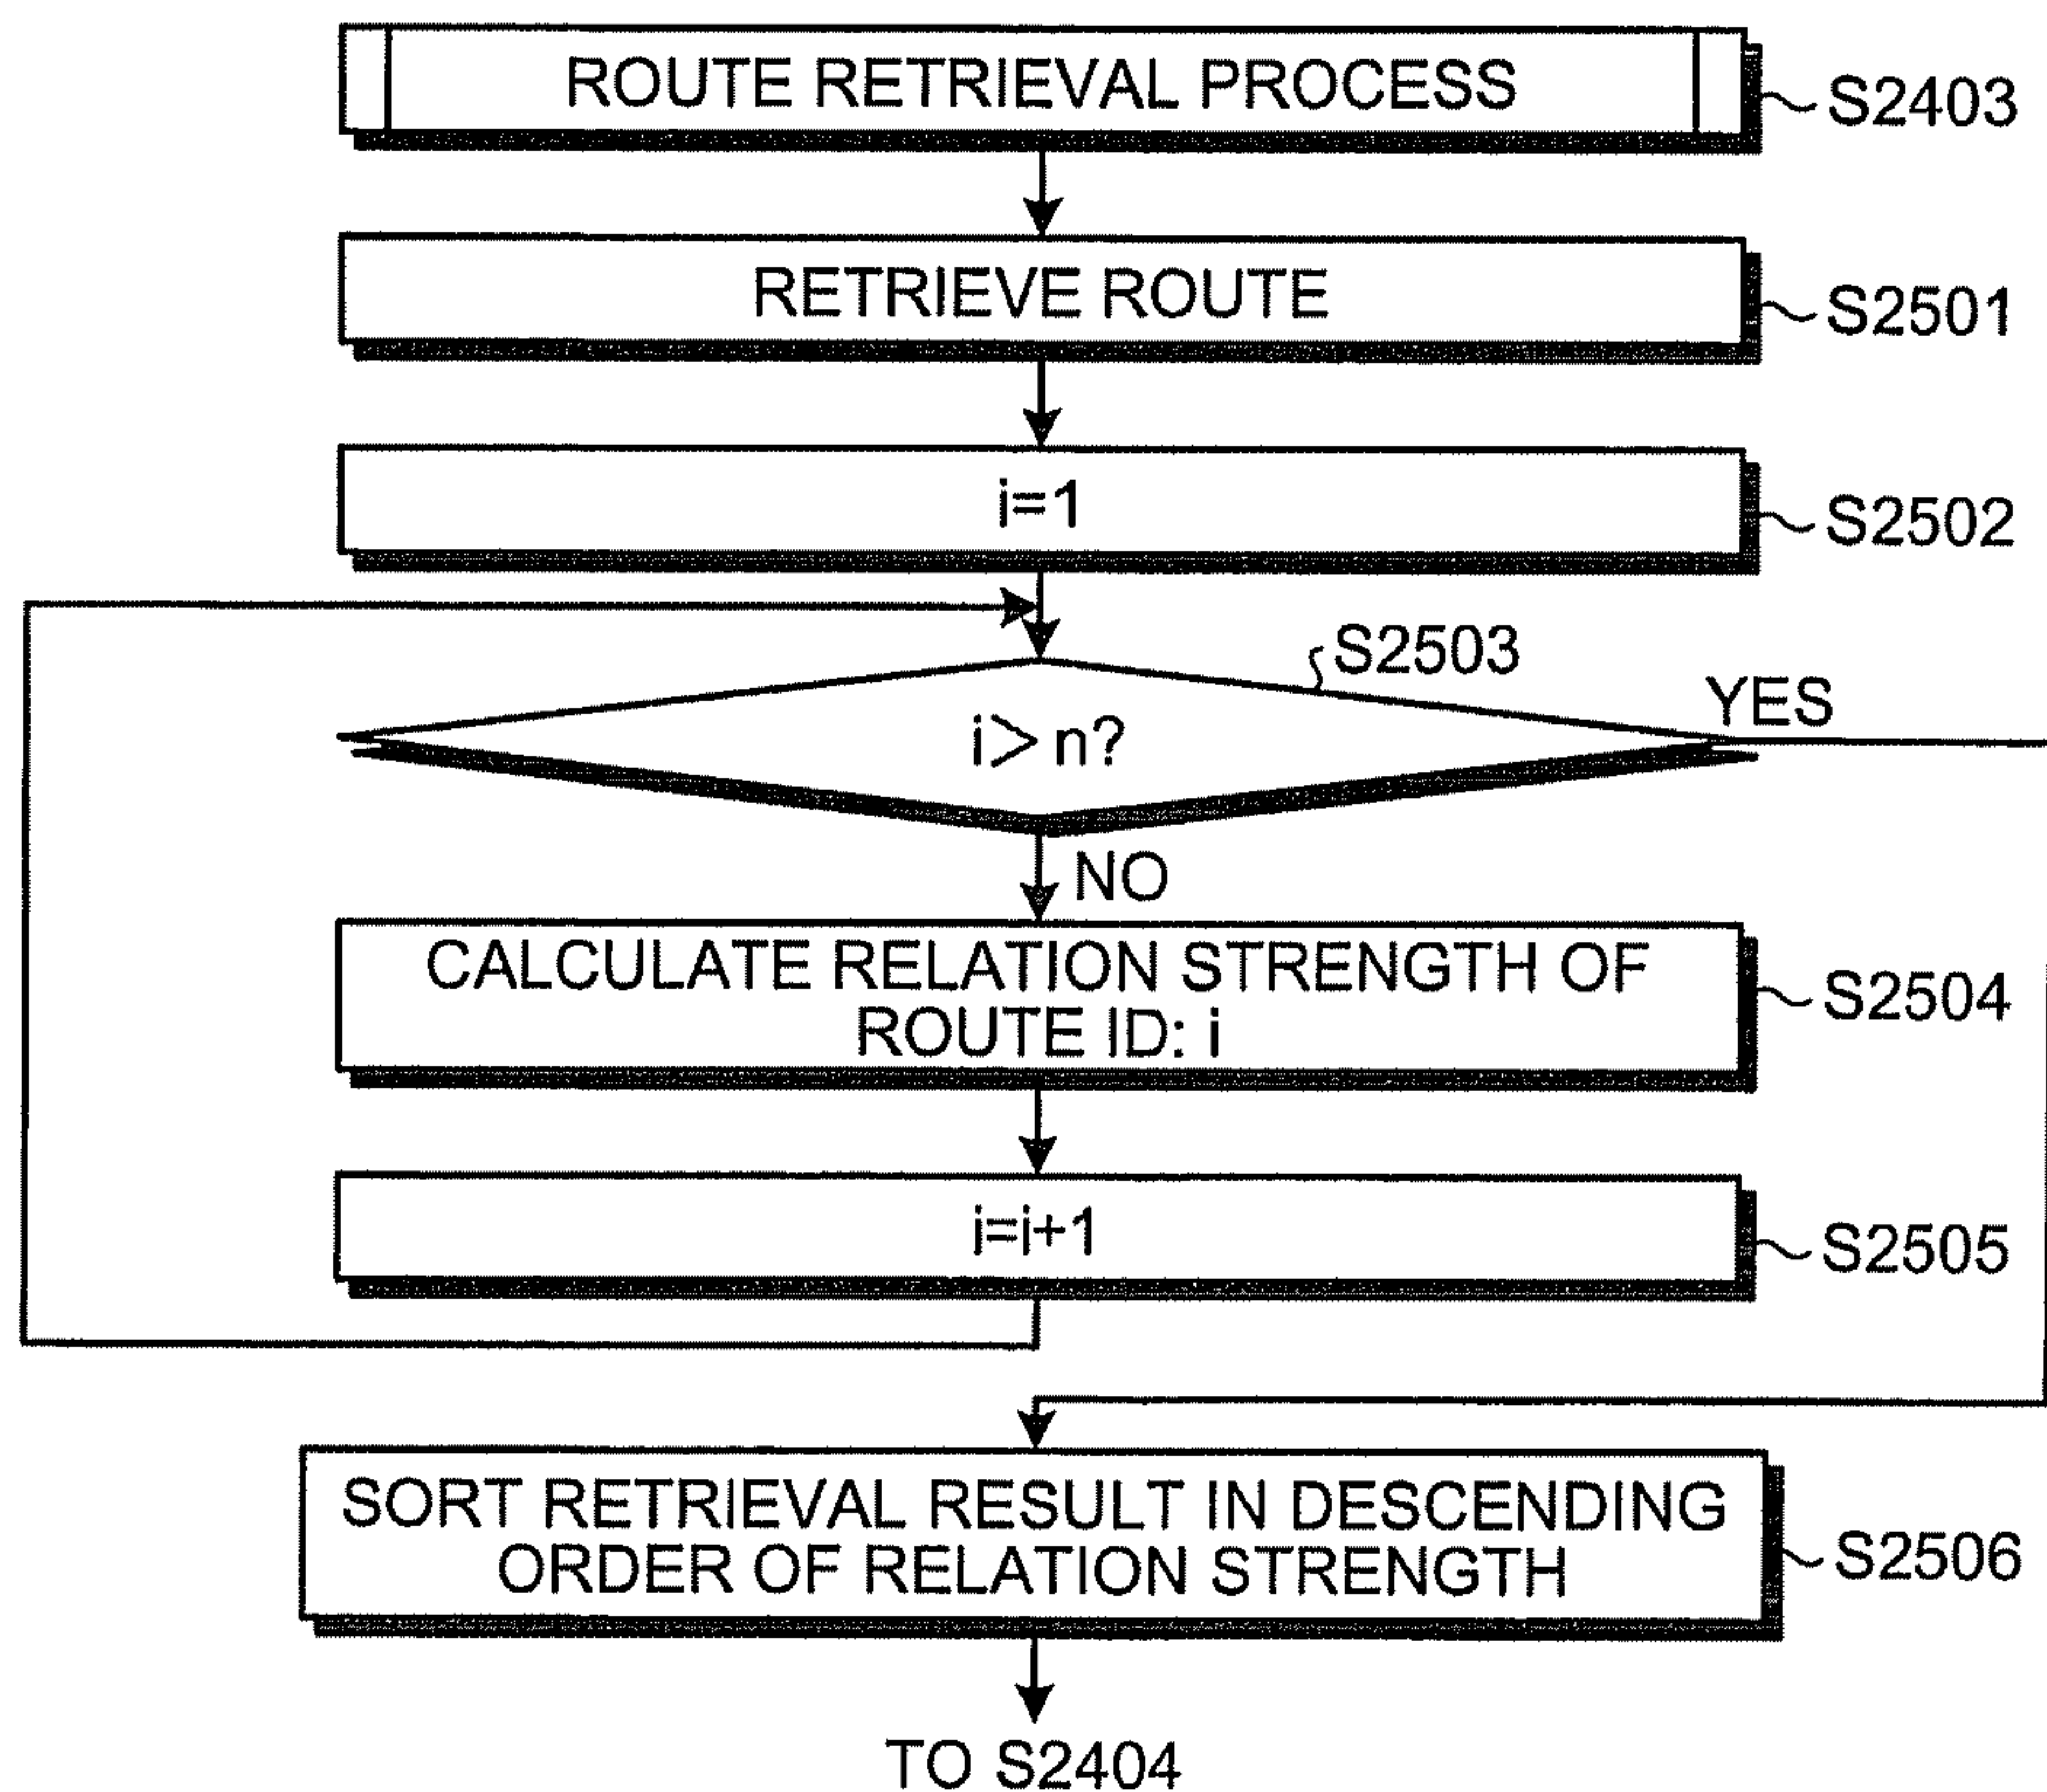 ROUTE RETRIEVAL PROCESS
S2403
RETRIEVE ROUTE
S2501
i=1
S2502
S2503
i>n?
YES
NO
CALCULATE RELATION STRENGTH OF
ROUTE ID: i
S2504
i=i+1
S2505
SORT RETRIEVAL RESULT IN DESCENDING
ORDER OF RELATION STRENGTH
S2506
TO S2404